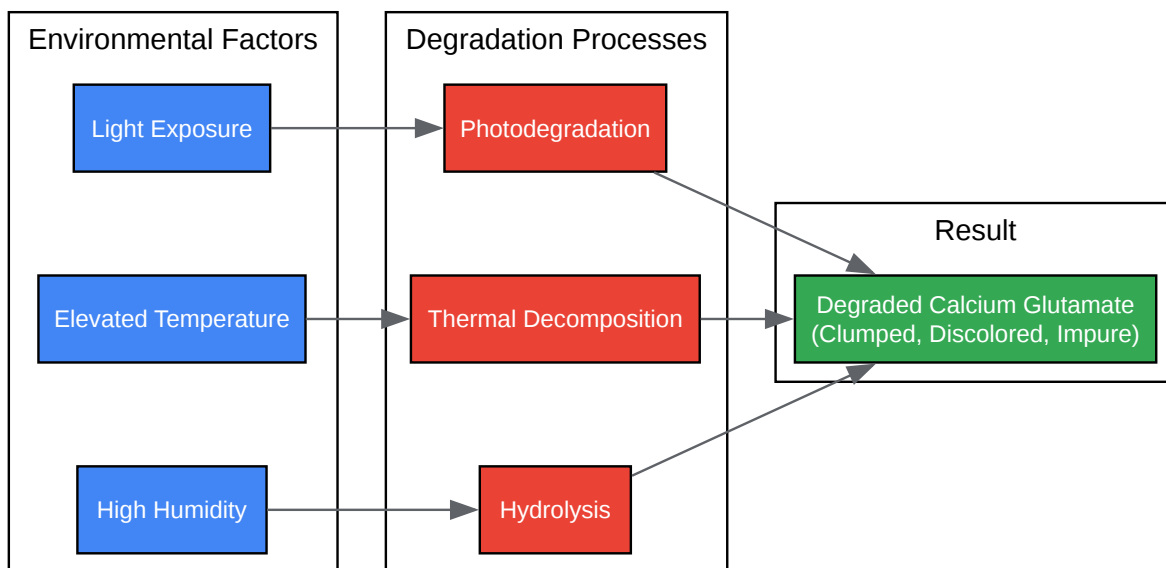 Environmental Factors
Degradation Processes
Light Exposure
Photodegradation
Result
Elevated Temperature
Thermal Decomposition
Degraded Calcium Glutamate
(Clumped, Discolored, Impure)
High Humidity
Hydrolysis